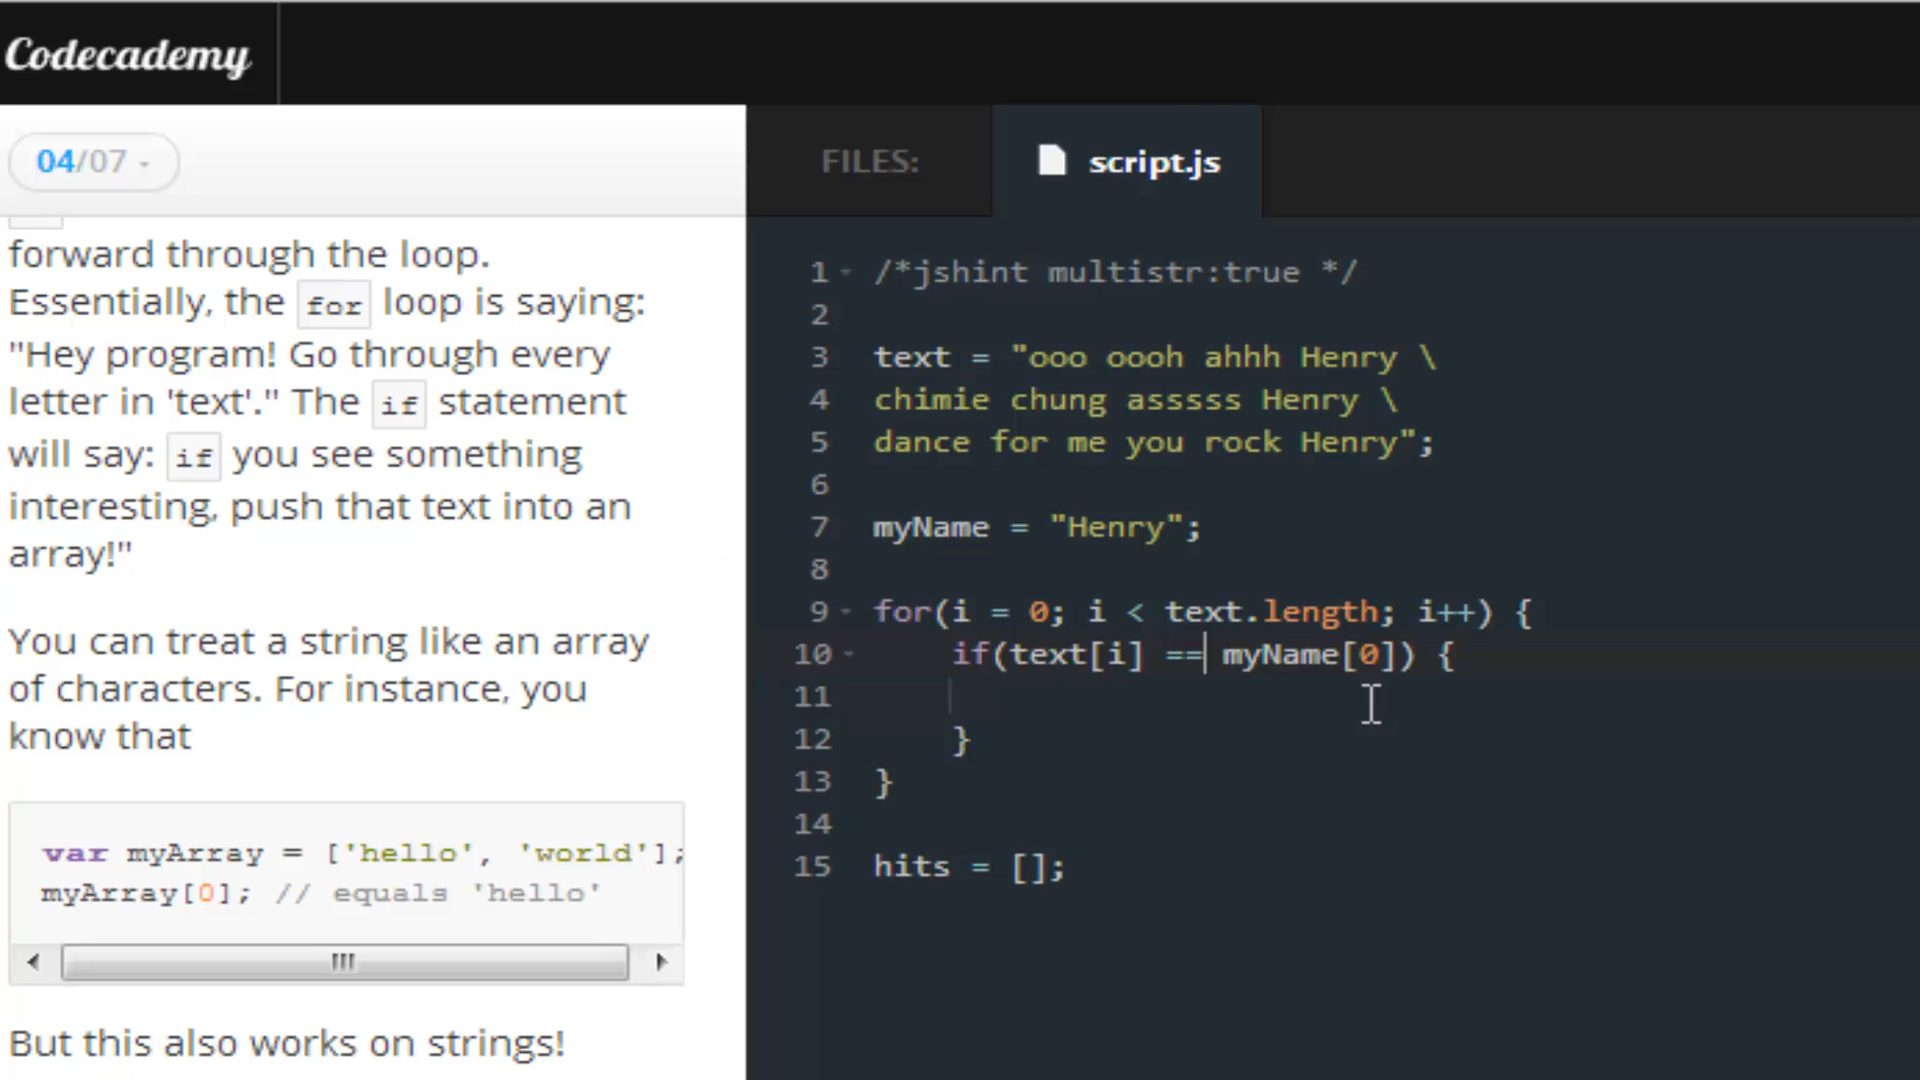 Codecademy
04/07
FILES:
script.js
forward through the loop.
Essentially, the for loop is saying:
"Hey program! Go through every
letter in 'text'." The if statement
will say: if you see something
interesting, push that text into an
array!"
You can treat a string like an array
of characters. For instance, you
know that
var myArray = ['hello', 'world'];
myArray[0]; // equals 'hello'
But this also works on strings!
1 /*jshint multistr:true */
2
3 text = "ooo oooh ahhh Henry \
4 chimie chung asssss Henry \
5 dance for me you rock Henry";
6
7 myName = "Henry";
8
9 for(i = 0; i < text.length; i++) {
10 if(text[i] == myName[0]) {
11
12 }
13 }
14
15 hits = [];